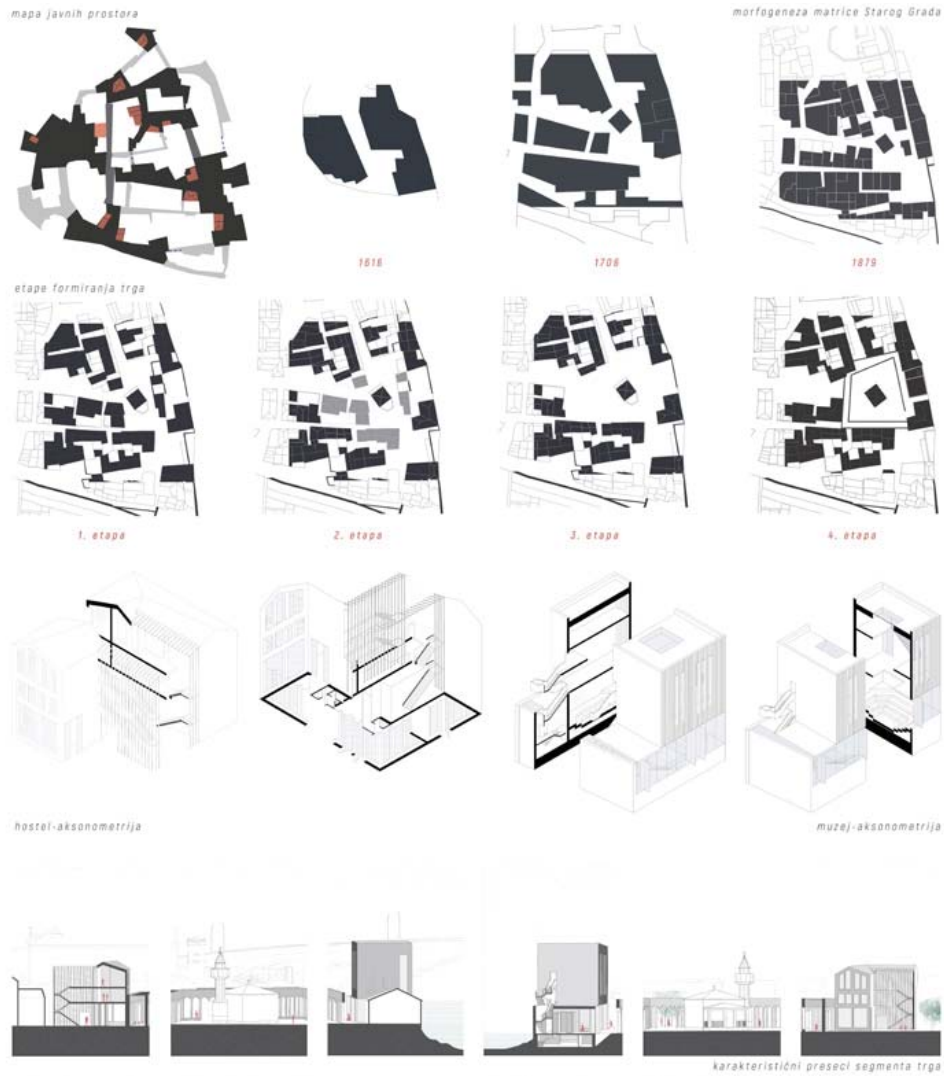 mapa javnih prostora
morfogeneza matrice Starog Grada
1616
1706
1879
etape formiranja trga
1. etapa
2. etapa
3. etapa
4. etapa
hostel-aksonometrija
muzej-aksonometrija
karakteristični preseci segmenta trga